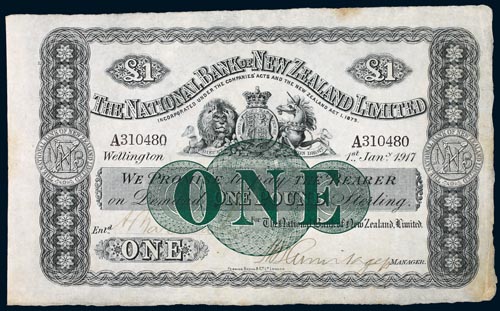 £1 £1
THE NATIONAL BANK OF NEW ZEALAND LIMITED
INCORPORATED UNDER THE COMPANIES' ACTS AND THE NEW ZEALAND ACT 1, 1873.
A310480 A310480
Wellington 1st Jany. 1917
WE PROMISE to pay the BEARER
on Demand ONE POUND Sterling.
ONE
For The National Bank of New Zealand, Limited.
Entd.
ONE
MANAGER.